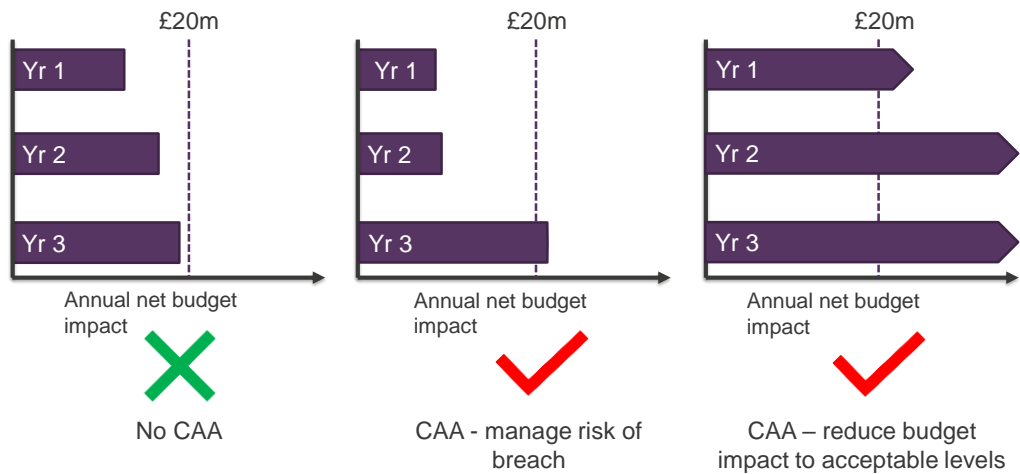 £20m
Yr 1
Yr 2
Yr 3
Annual net budget
impact
No CAA
£20m
Yr 1
Yr 2
Yr 3
Annual net budget
impact
CAA - manage risk of
breach
£20m
Yr 1
Yr 2
Yr 3
Annual net budget
impact
CAA – reduce budget
impact to acceptable levels